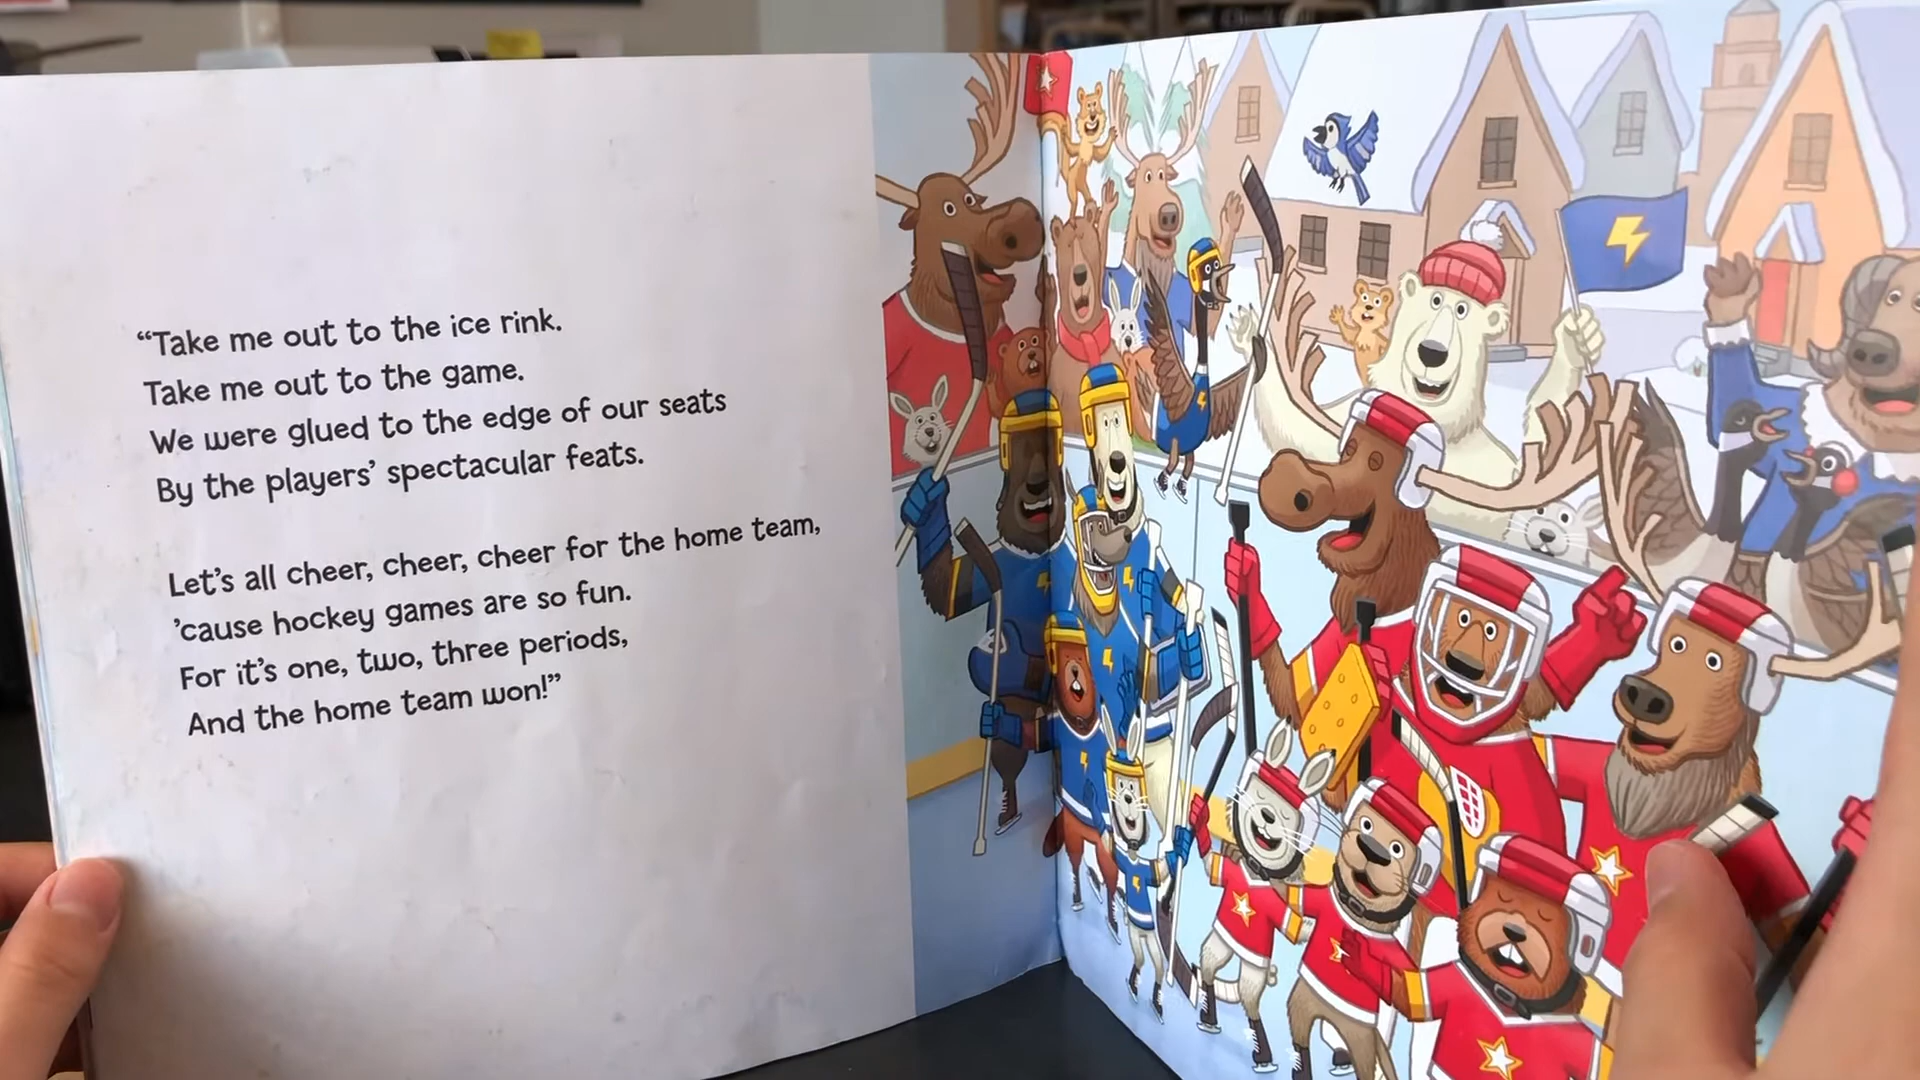 “Take me out to the ice rink.
Take me out to the game.
We were glued to the edge of our seats
By the players’ spectacular feats.
Let’s all cheer, cheer, cheer for the home team,
’cause hockey games are so fun.
For it’s one, two, three periods,
And the home team won!”